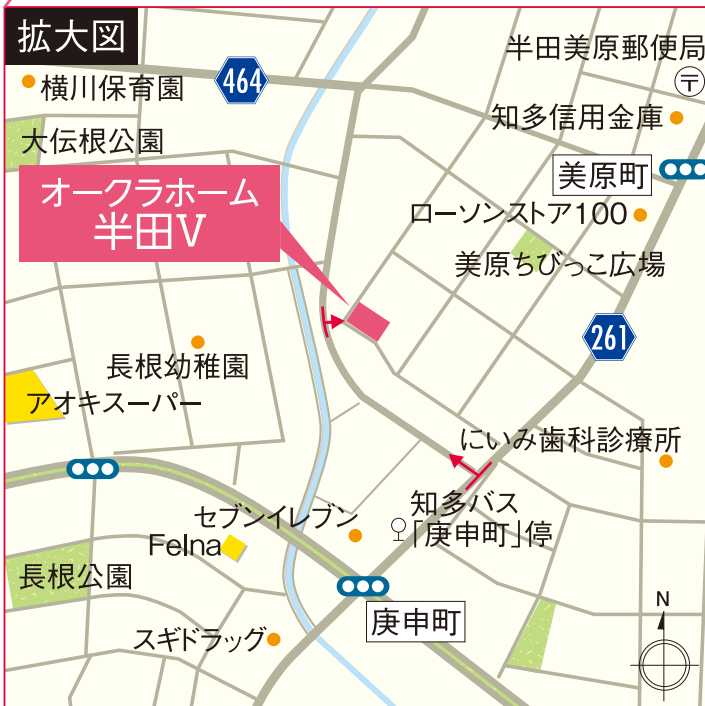 拡大図
半田美原郵便局
〒
横川保育園
464
知多信用金庫
大伝根公園
美原町
オークラホーム
半田V
ローソンストア100
美原ちびっこ広場
261
長根幼稚園
アオキスーパー
にいみ歯科診療所
知多バス
「庚申町」停
セブンイレブン
Felna
長根公園
庚申町
スギドラッグ
N